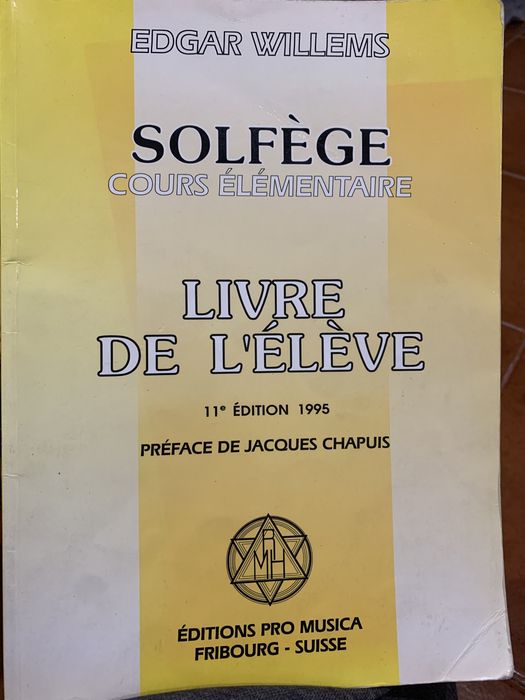 EDGAR WILLEMS
SOLFÈGE
COURS ÉLÉMENTAIRE
LIVRE
DE L'ÉLÈVE
11e ÉDITION 1995
PRÉFACE DE JACQUES CHAPUIS
ÉDITIONS PRO MUSICA
FRIBOURG - SUISSE